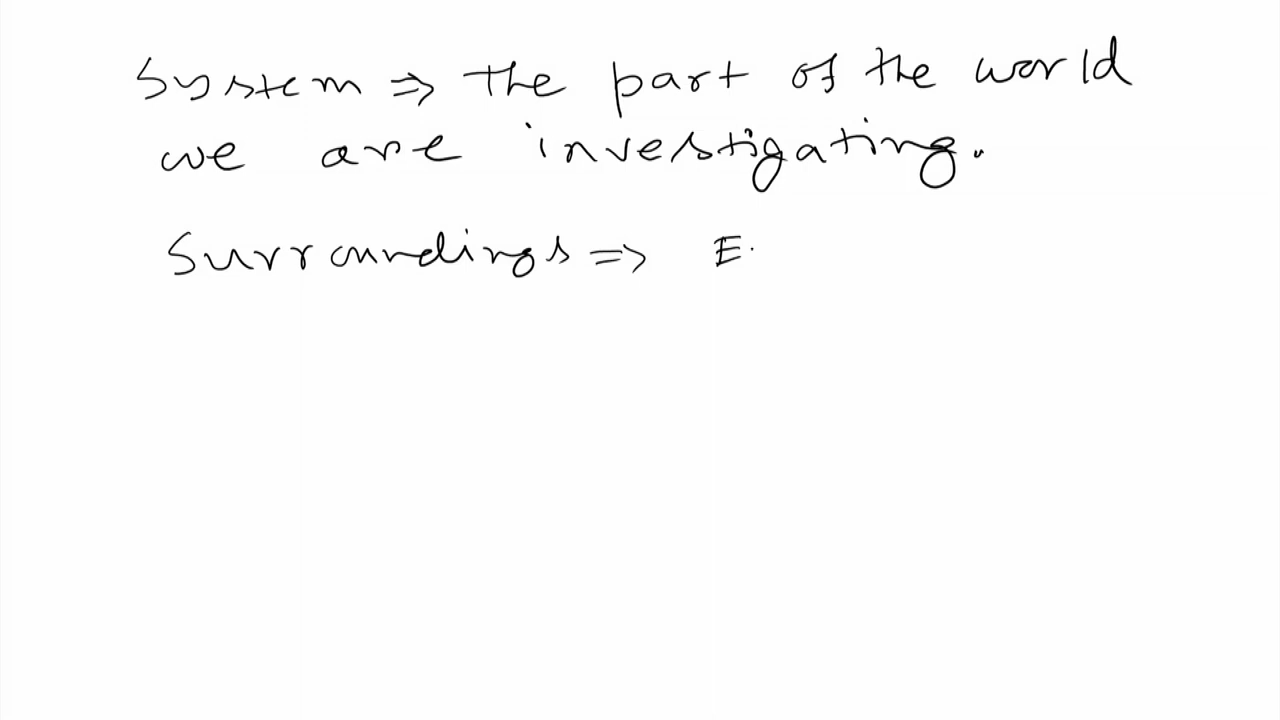 System => The part of the world
we are investigating.
Surroundings => E